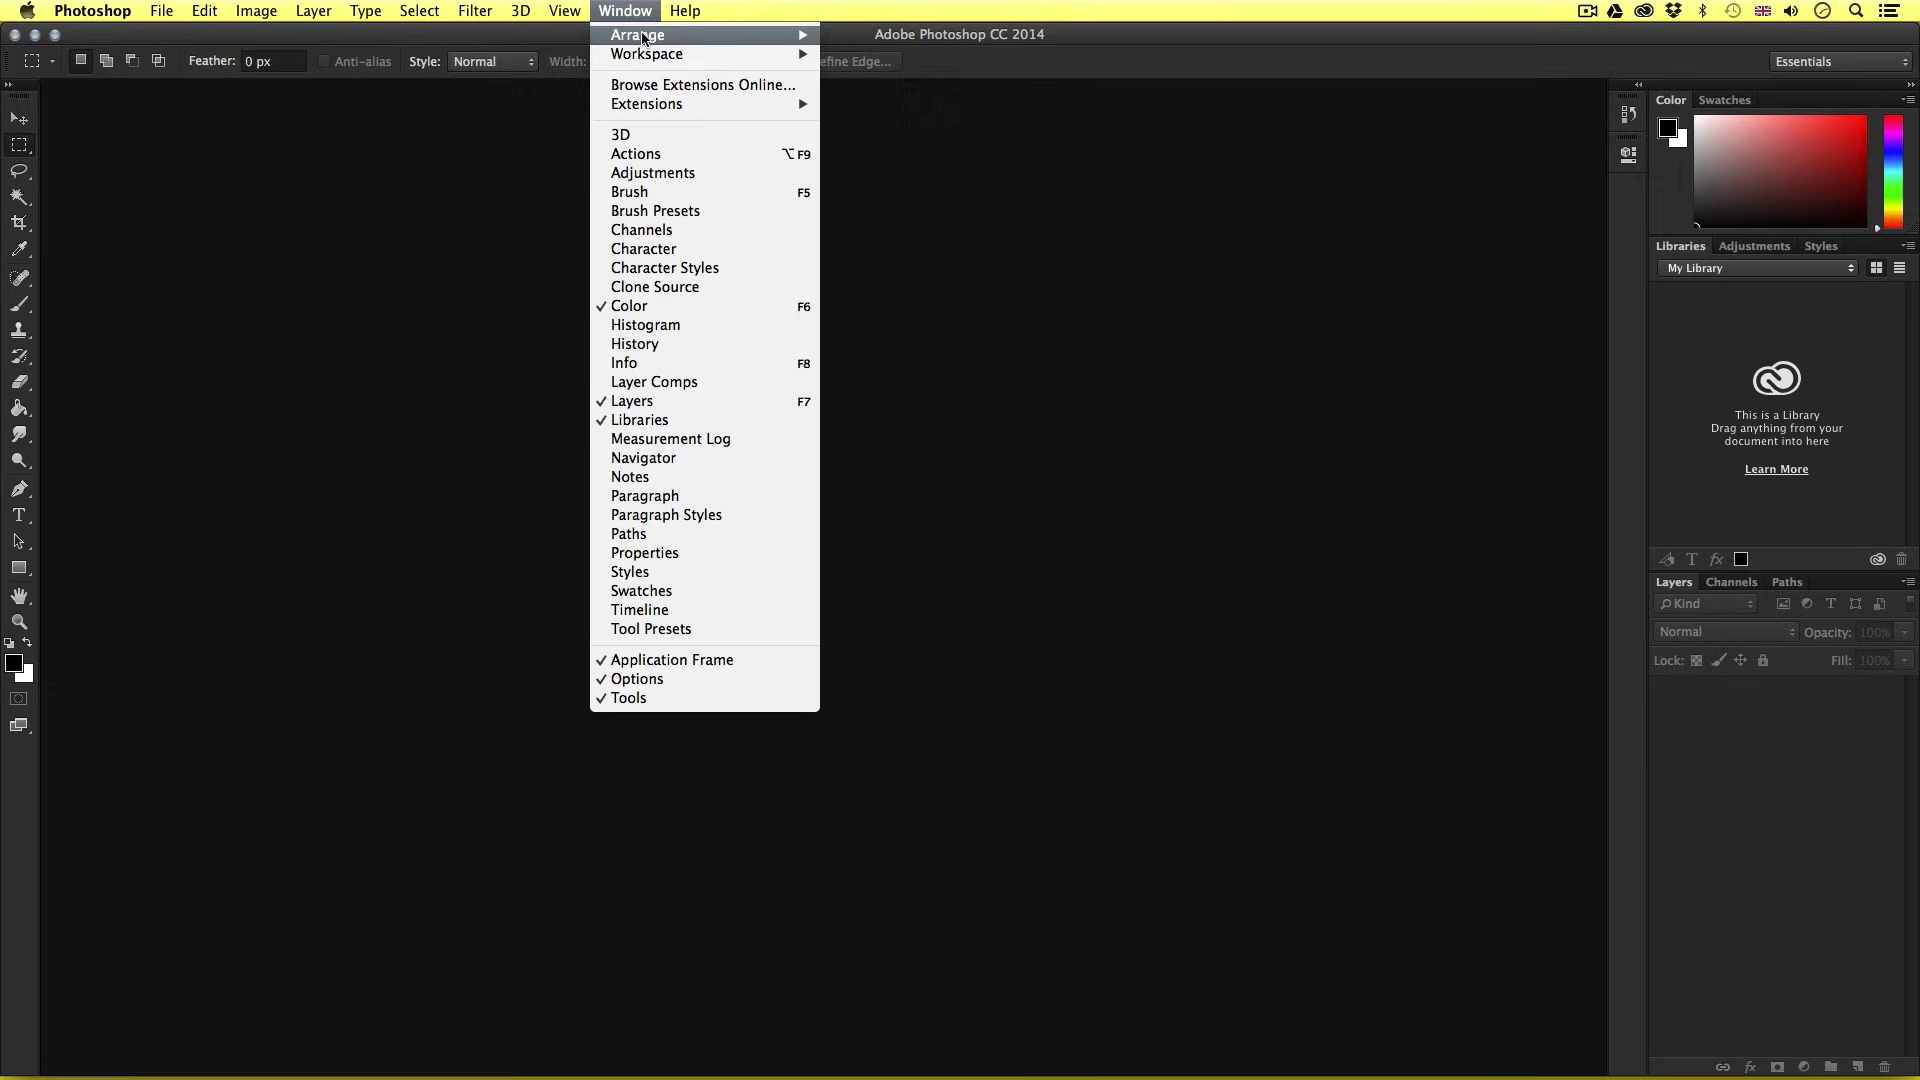 Photoshop File Edit Image Layer Type Select Filter 3D View Window Help
Adobe Photoshop CC 2014
Feather: 0 px Anti-alias Style: Normal Width: efine Edge... Essentials
Arrange
Workspace
Browse Extensions Online...
Extensions
3D
Actions ⌥F9
Adjustments
Brush F5
Brush Presets
Channels
Character
Character Styles
Clone Source
✓ Color F6
Histogram
History
Info F8
Layer Comps
✓ Layers F7
✓ Libraries
Measurement Log
Navigator
Notes
Paragraph
Paragraph Styles
Paths
Properties
Styles
Swatches
Timeline
Tool Presets
✓ Application Frame
✓ Options
✓ Tools
Color Swatches
Libraries Adjustments Styles
My Library
This is a Library
Drag anything from your
document into here
Learn More
T fx
Layers Channels Paths
Kind T
Normal Opacity: 100%
Lock: Fill: 100%
fx
T